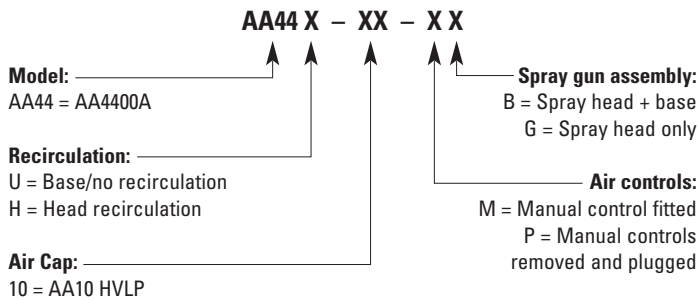 AA44 X – XX – X X
Model:
AA44 = AA4400A
Recirculation:
U = Base/no recirculation
H = Head recirculation
Air Cap:
10 = AA10 HVLP
Spray gun assembly:
B = Spray head + base
G = Spray head only
Air controls:
M = Manual control fitted
P = Manual controls
removed and plugged